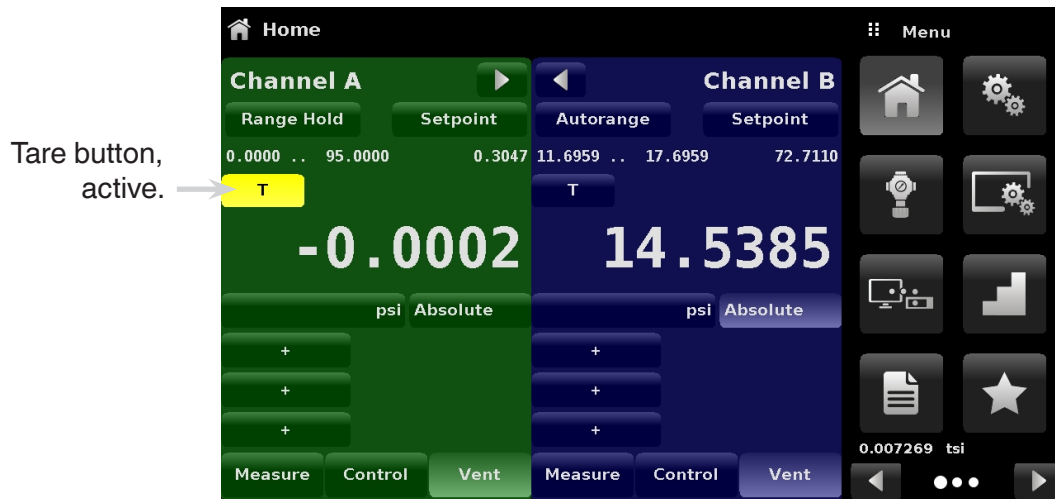 Home
Menu
Channel A
Channel B
Range Hold Setpoint
Autorange Setpoint
0.0000 .. 95.0000 0.3047
11.6959 .. 17.6959 72.7110
Tare button,
active.
T
T
-0.0002
14.5385
psi Absolute
psi Absolute
+
+
+
+
+
+
Measure Control Vent
Measure Control Vent
0.007269 tsi